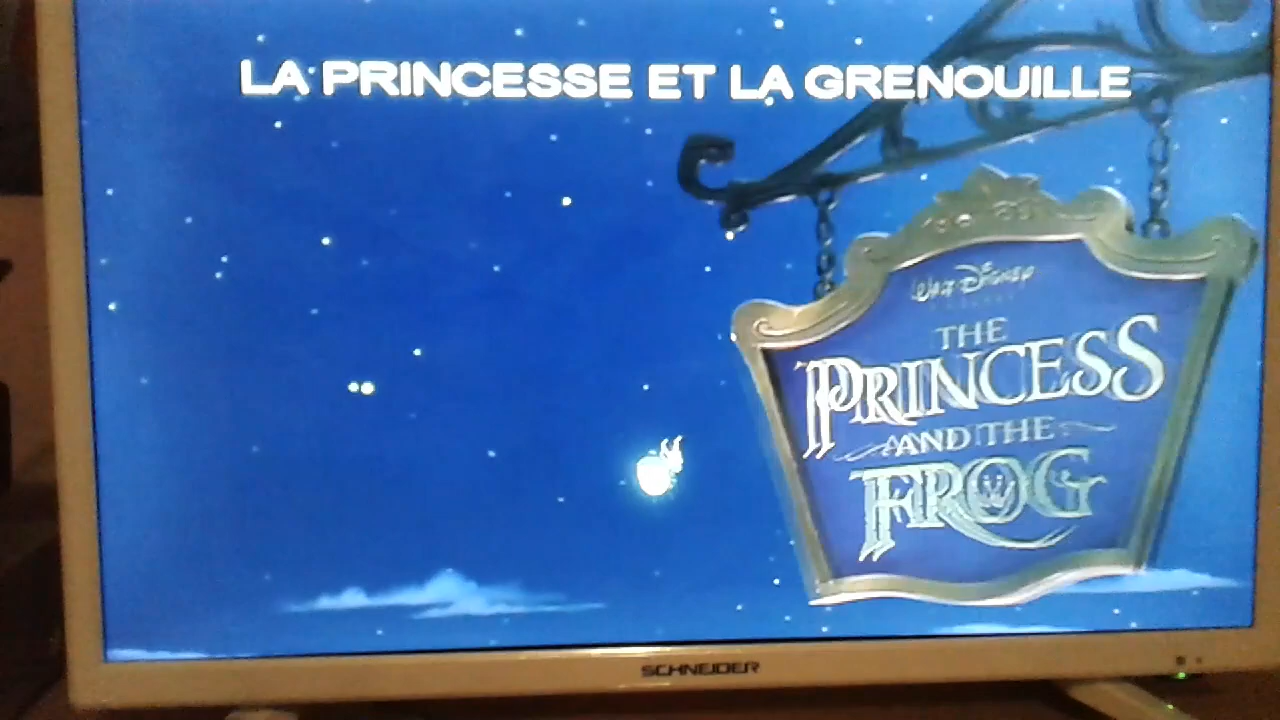 LA PRINCESSE ET LA GRENOUILLE
WALT DISNEY
THE
PRINCESS
AND THE
FROG
SCHNEIDER